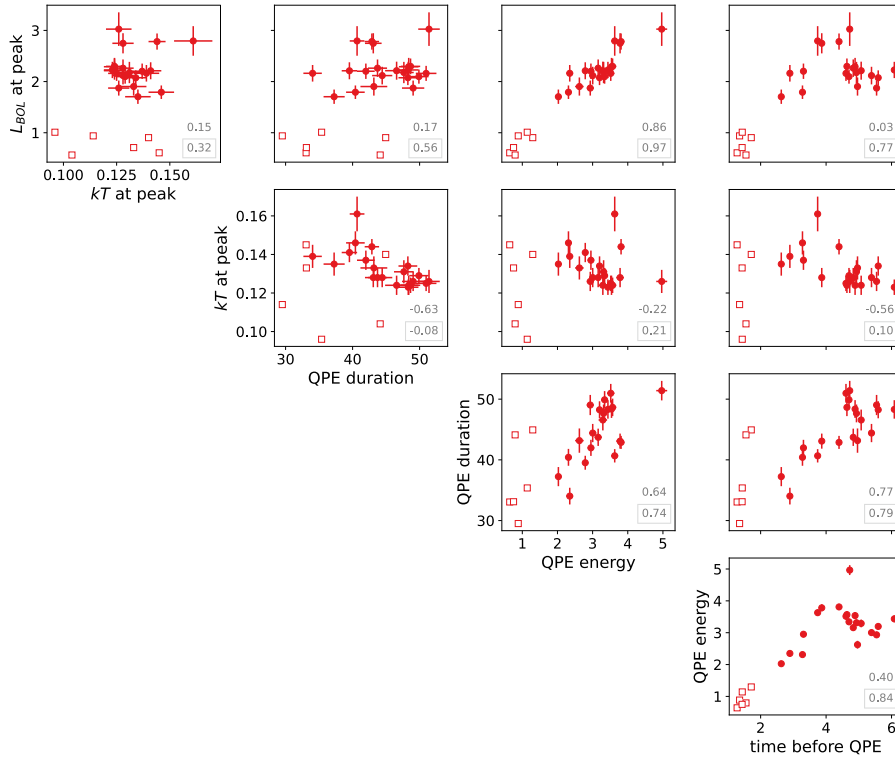 3
2
1
L_BOL at peak
0.15
0.32
0.17
0.56
0.86
0.97
0.03
0.77
0.100 0.125 0.150
kT at peak
0.16
0.14
0.12
0.10
kT at peak
-0.63
-0.08
-0.22
0.21
-0.56
0.10
30 40 50
QPE duration
50
40
30
QPE duration
0.64
0.74
0.77
0.79
1 2 3 4 5
QPE energy
5
4
3
2
1
QPE energy
0.40
0.84
2 4 6
time before QPE